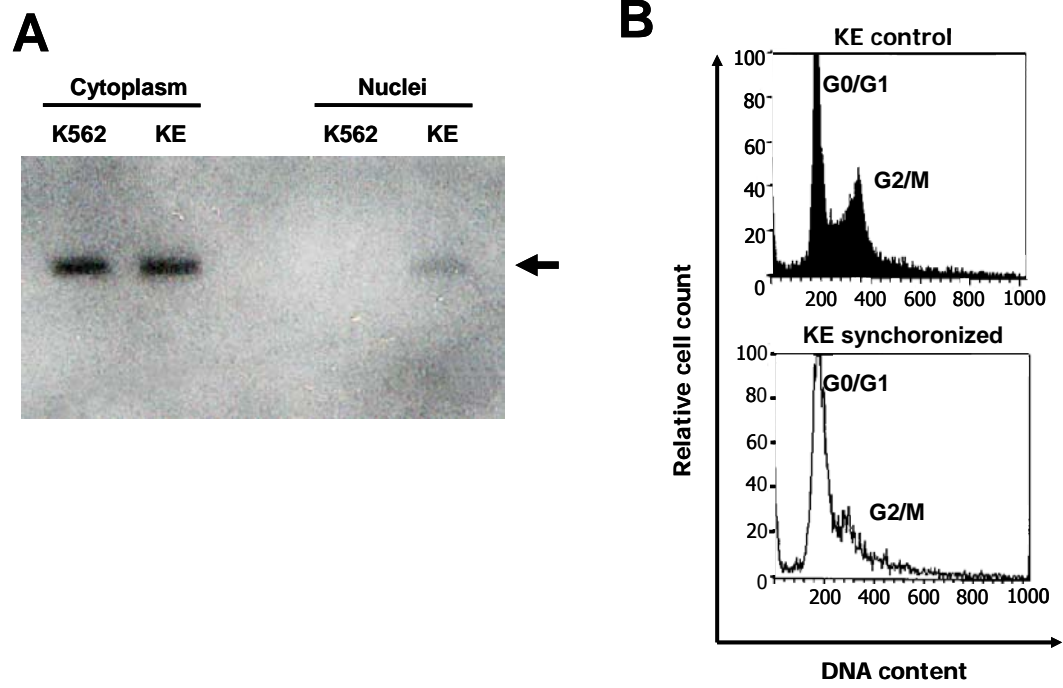 A
Cytoplasm Nuclei
K562 KE K562 KE
B
KE control
100
80
60
40
20
0
G0/G1
G2/M
200 400 600 800 1000
KE synchoronized
100
80
60
40
20
0
G0/G1
G2/M
200 400 600 800 1000
Relative cell count
DNA content